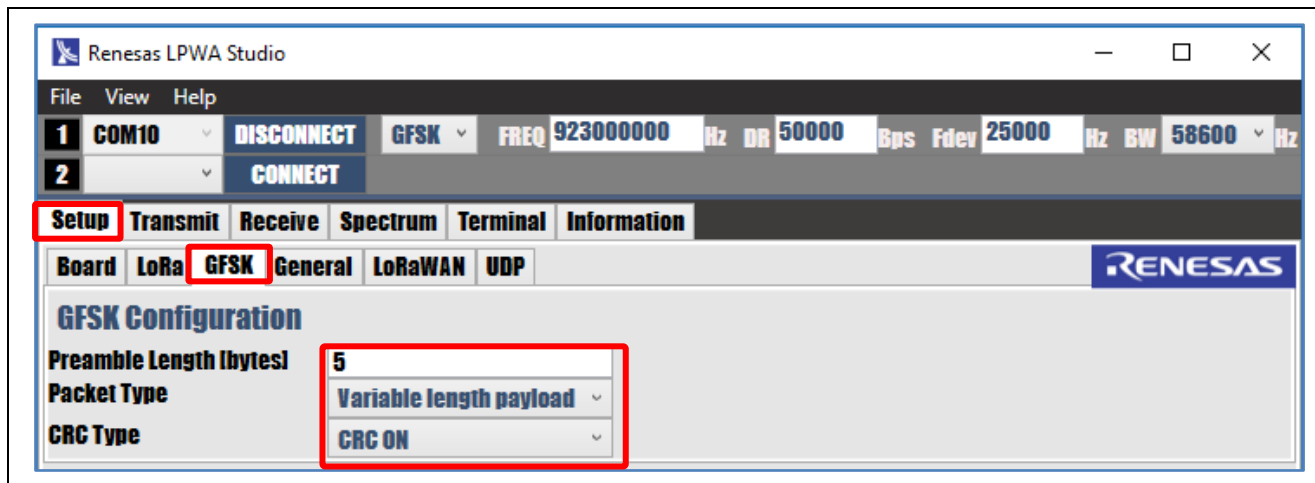 Renesas LPWA Studio
File View Help
1 COM10 DISCONNECT GFSK FREQ 923000000 Hz DR 50000 Bps Fdev 25000 Hz BW 58600 Hz
2 CONNECT
Setup Transmit Receive Spectrum Terminal Information
Board LoRa GFSK General LoRaWAN UDP RENESAS
GFSK Configuration
Preamble Length [bytes] 5
Packet Type Variable length payload
CRC Type CRC ON